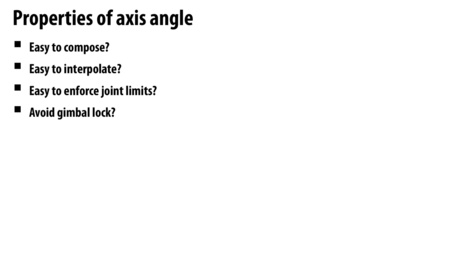 Properties of axis angle
▪ Easy to compose?
▪ Easy to interpolate?
▪ Easy to enforce joint limits?
▪ Avoid gimbal lock?